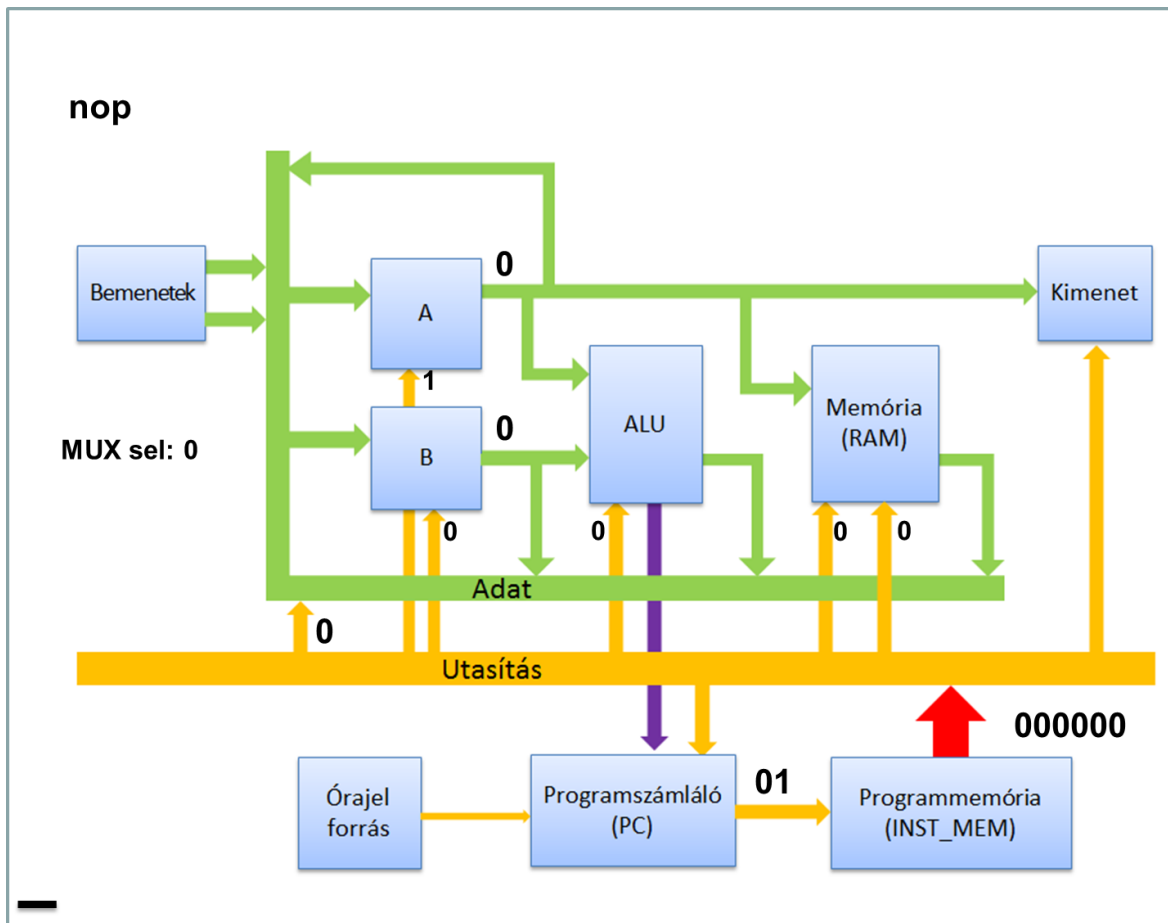 nop
Bemenetek
A
0
Kimenet
1
MUX sel: 0
B
0
ALU
Memória
(RAM)
0
0
0
0
Adat
0
Utasítás
000000
Órajel
forrás
Programszámláló
(PC)
01
Programmemória
(INST_MEM)